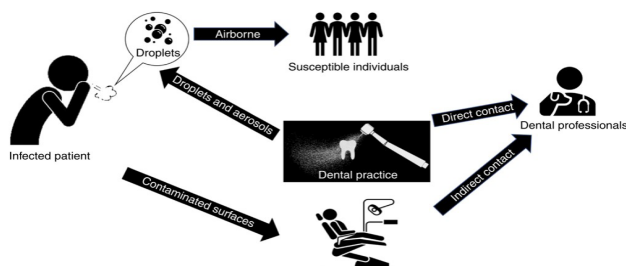 Droplets
Airborne
Susceptible individuals
Infected patient
Droplets and aerosols
Dental practice
Direct contact
Dental professionals
Indirect contact
Contaminated surfaces